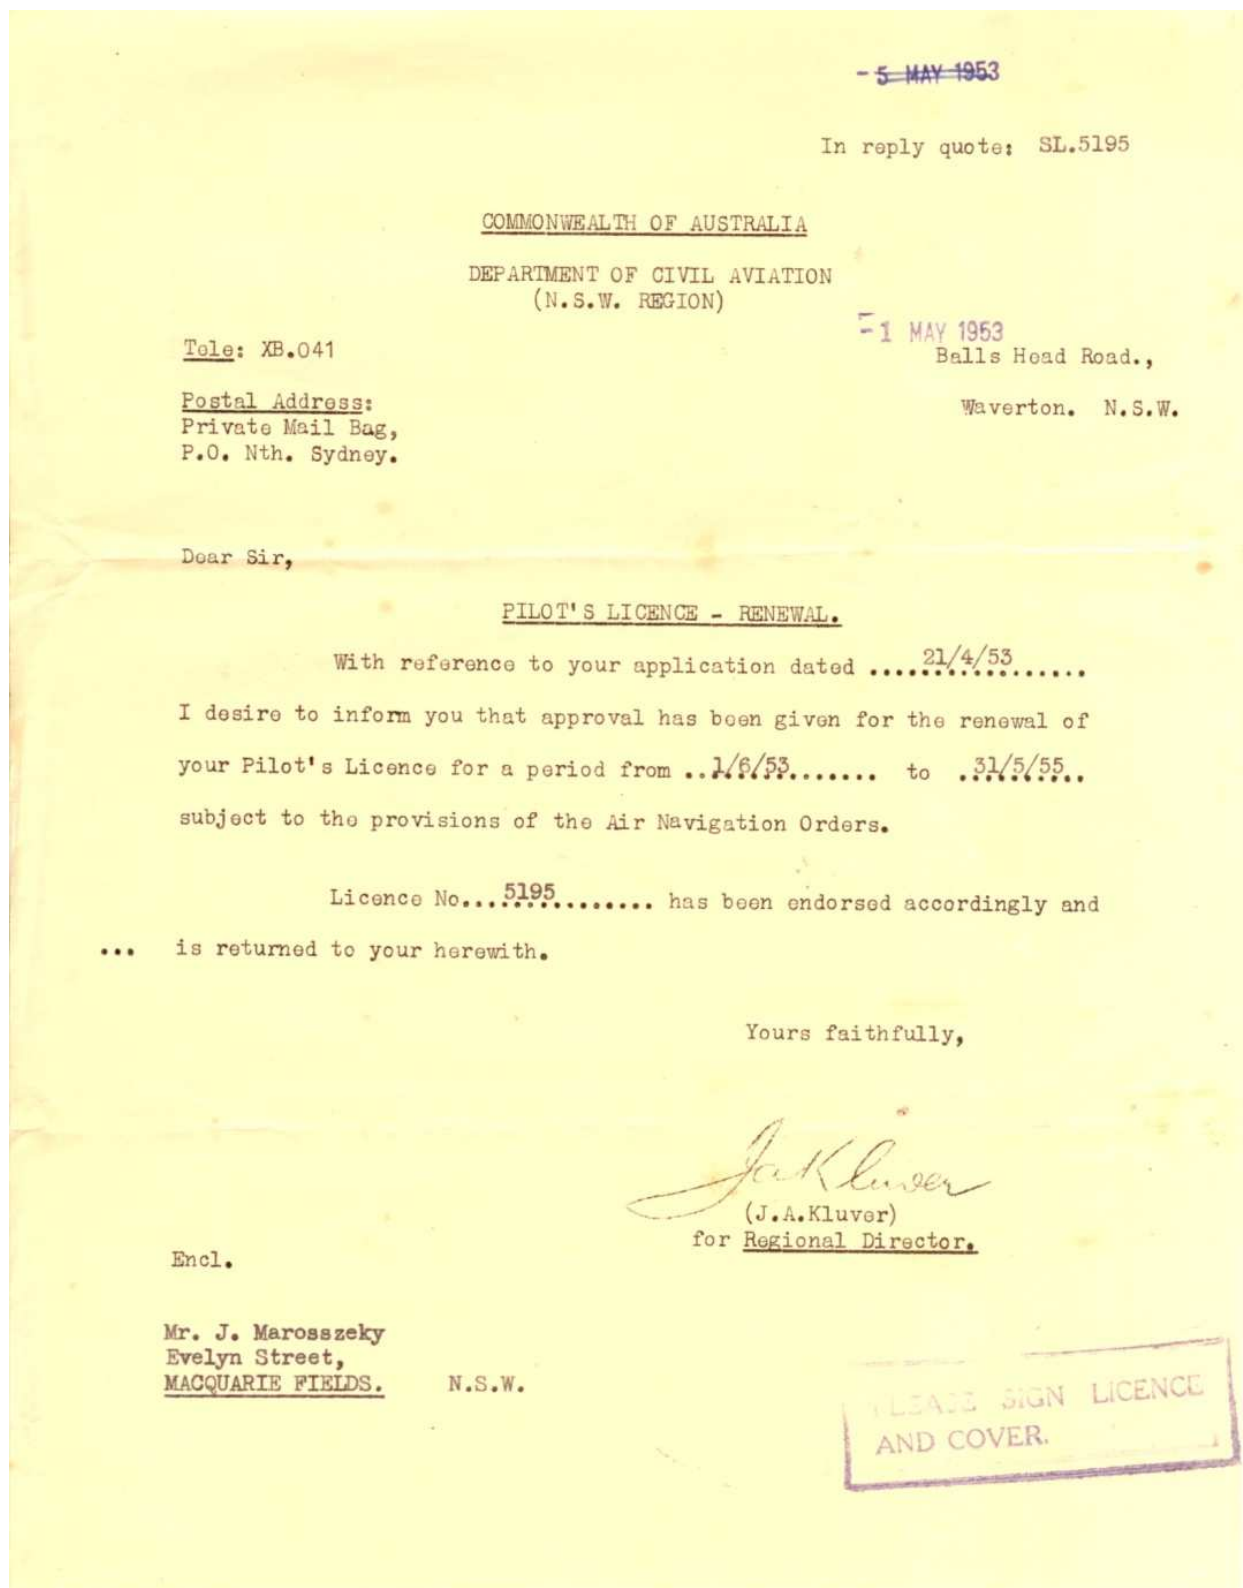 - 5 MAY 1953
In reply quote: SL.5195
COMMONWEALTH OF AUSTRALIA
DEPARTMENT OF CIVIL AVIATION
(N.S.W. REGION)
- 1 MAY 1953
Tele: XB.041
Balls Head Road.,
Postal Address:
Waverton. N.S.W.
Private Mail Bag,
P.O. Nth. Sydney.
Dear Sir,
PILOT'S LICENCE - RENEWAL.
With reference to your application dated ....21/4/53......
I desire to inform you that approval has been given for the renewal of
your Pilot's Licence for a period from ..1/6/53....... to .31/5/55..
subject to the provisions of the Air Navigation Orders.
Licence No...5195........ has been endorsed accordingly and
... is returned to your herewith.
Yours faithfully,
JaKluver
(J.A.Kluver)
for Regional Director.
Encl.
Mr. J. Marosszeky
Evelyn Street,
MACQUARIE FIELDS. N.S.W.
PLEASE SIGN LICENCE
AND COVER.